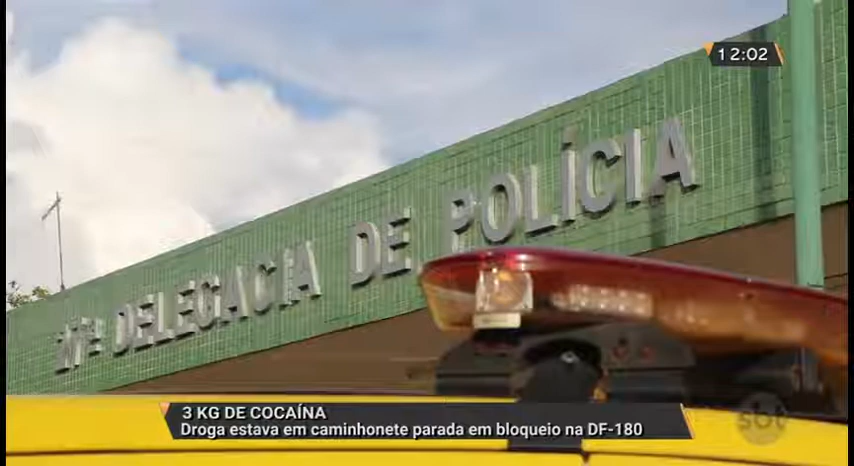 12:02
DELEGACIA DE POLÍCIA
3 KG DE COCAÍNA
Droga estava em caminhonete parada em bloqueio na DF-180
sbt